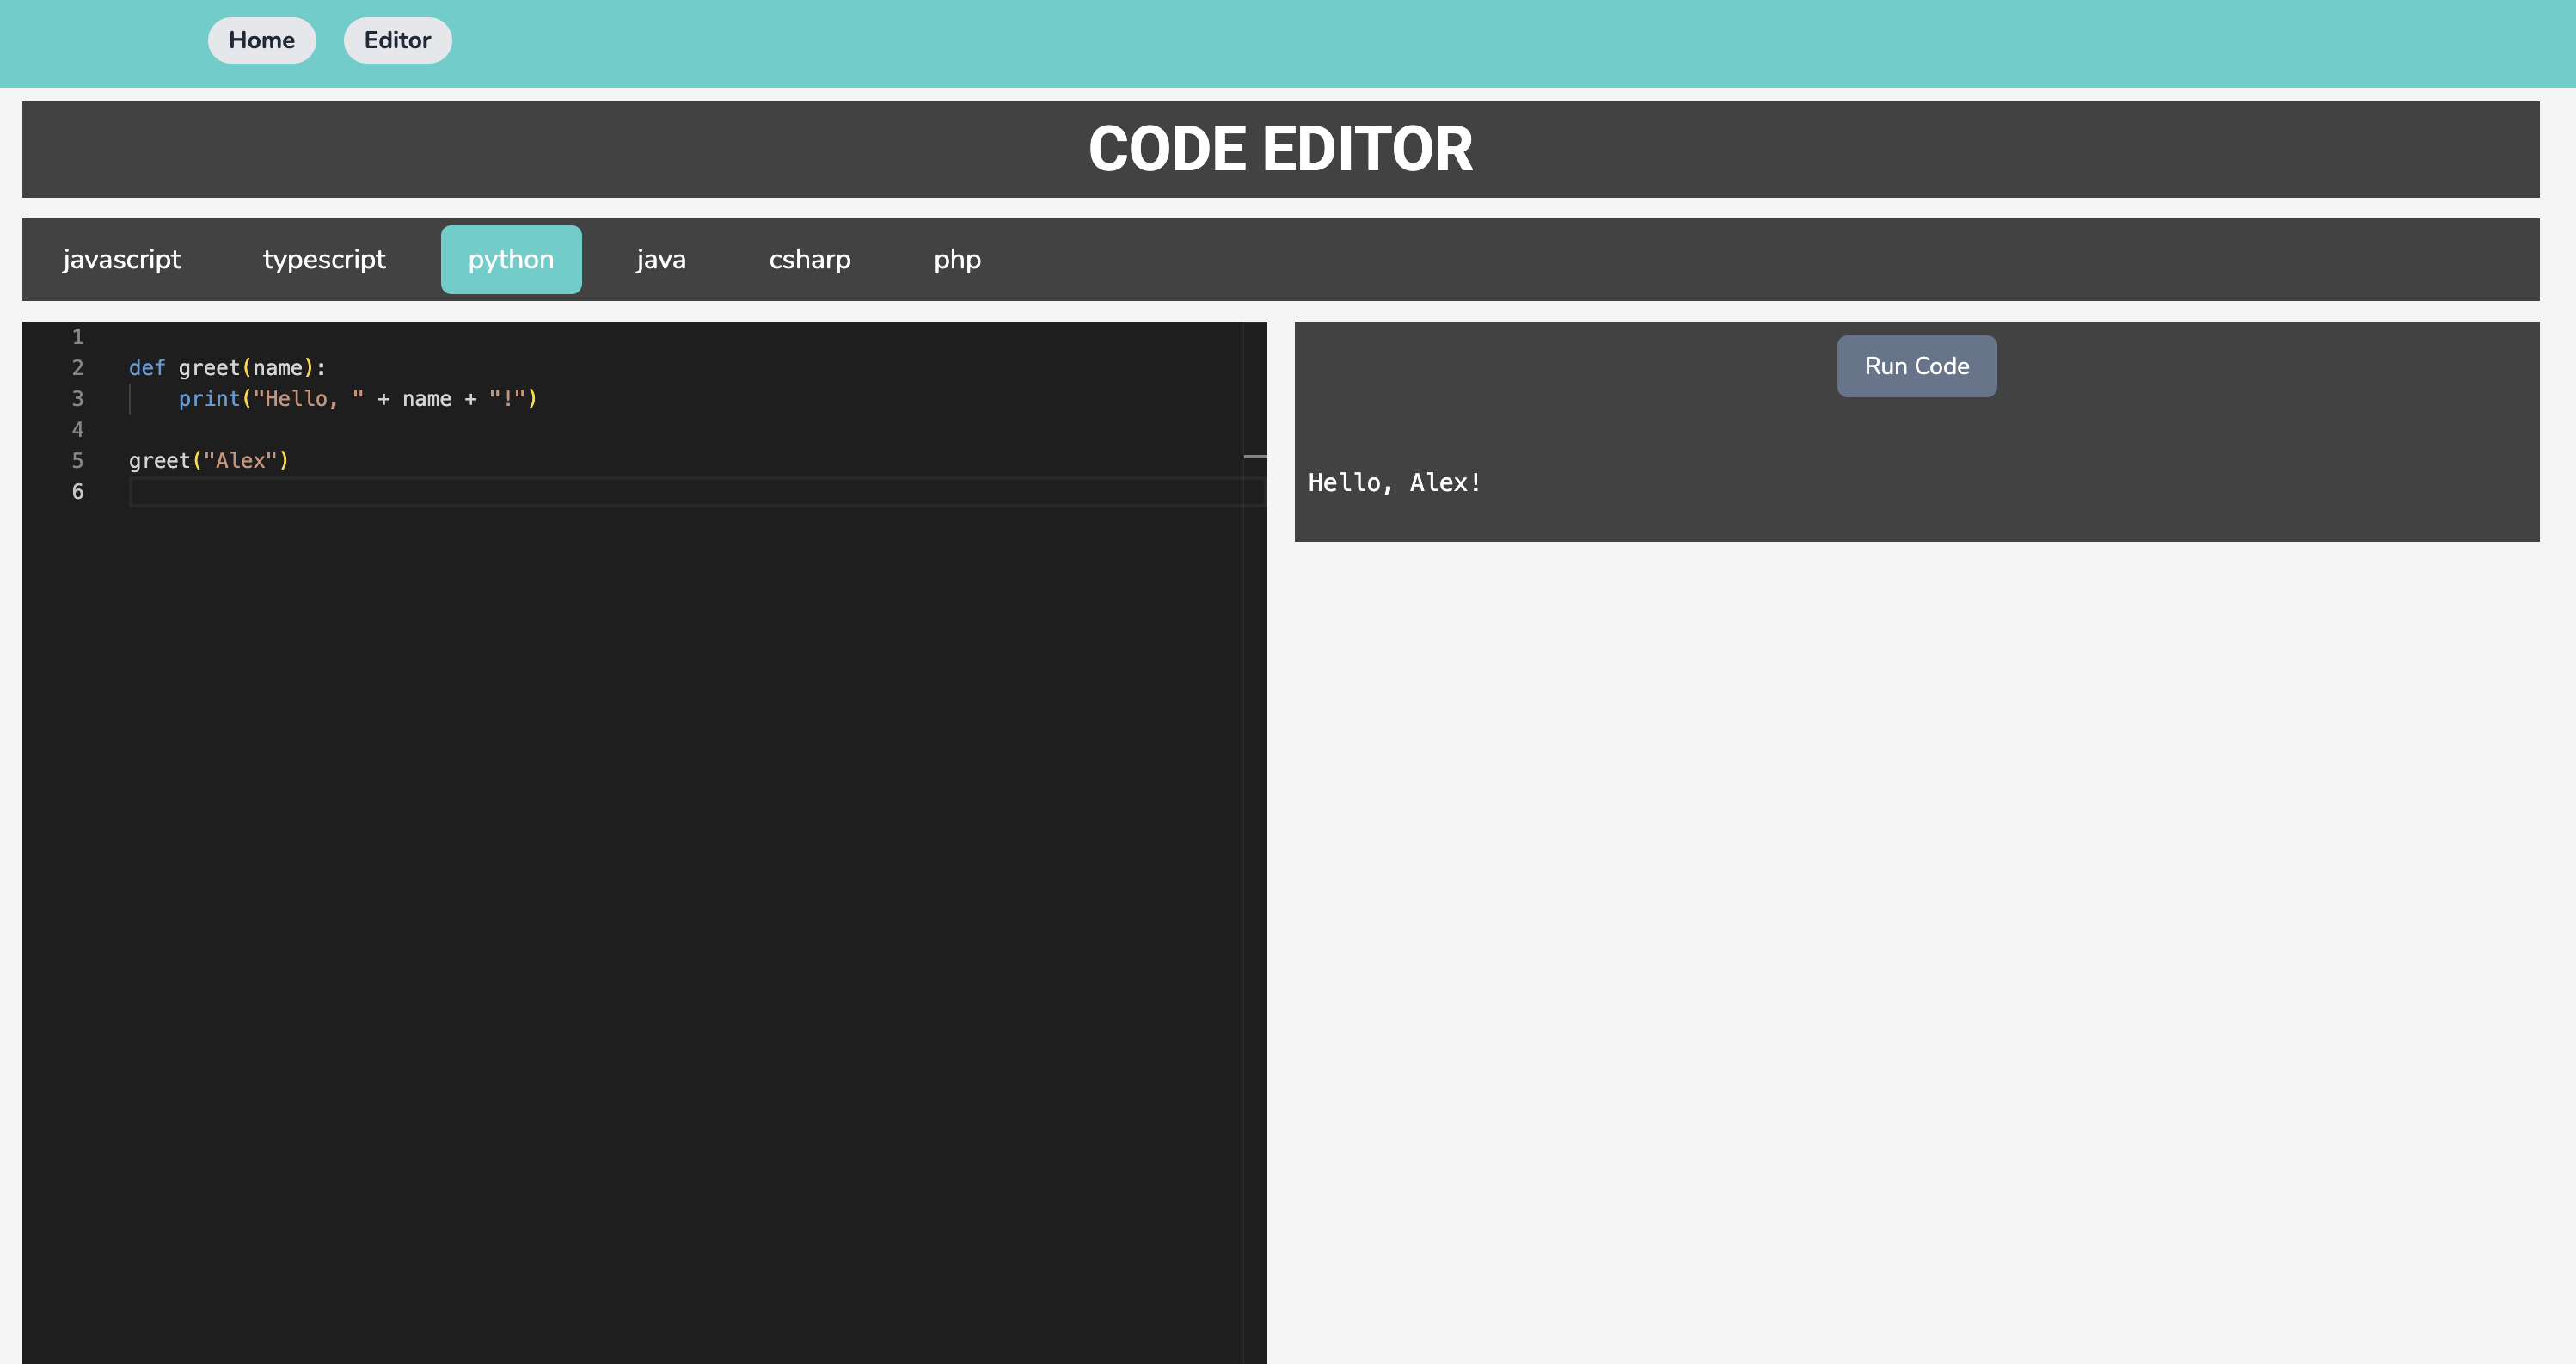 Home Editor
CODE EDITOR
javascript typescript python java csharp php
1
2 def greet(name):
3     print("Hello, " + name + "!")
4
5 greet("Alex")
6
Run Code
Hello, Alex!